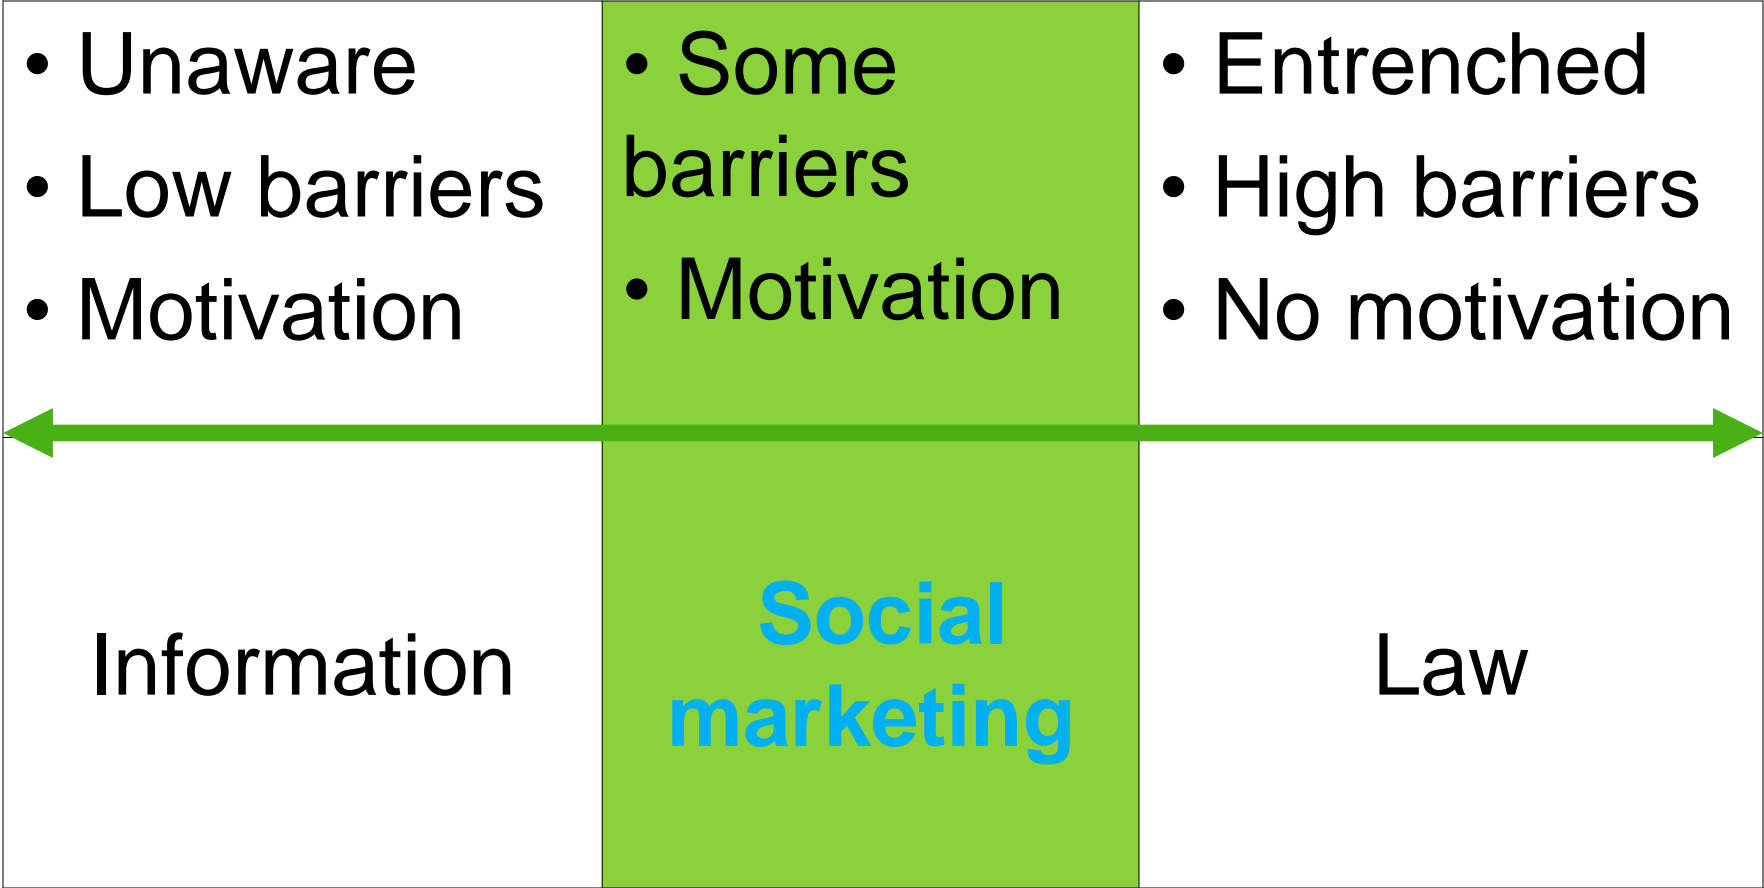 • Unaware
• Low barriers
• Motivation
• Some
barriers
• Motivation
• Entrenched
• High barriers
• No motivation
Information
Social
marketing
Law